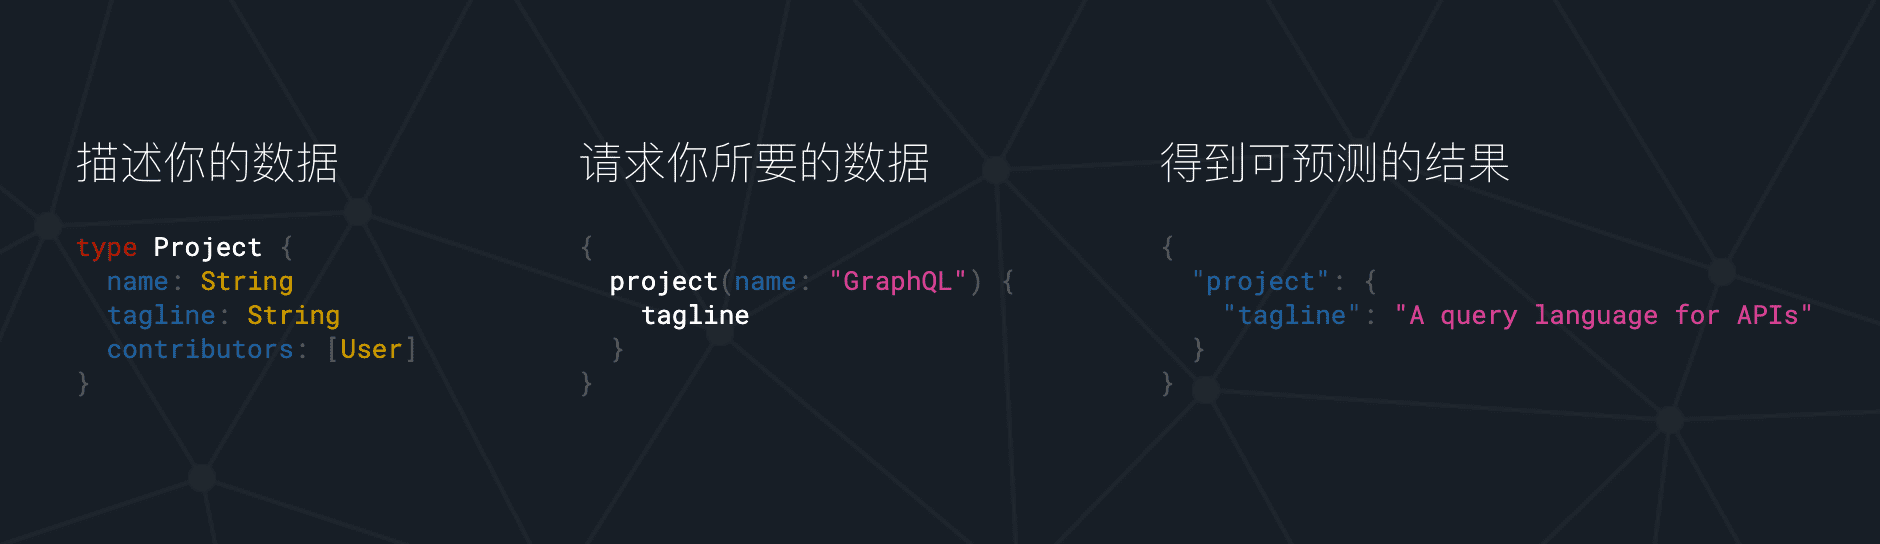 描述你的数据
type Project {
  name: String
  tagline: String
  contributors: [User]
}
请求你所要的数据
{
  project(name: "GraphQL") {
    tagline
  }
}
得到可预测的结果
{
  "project": {
    "tagline": "A query language for APIs"
  }
}